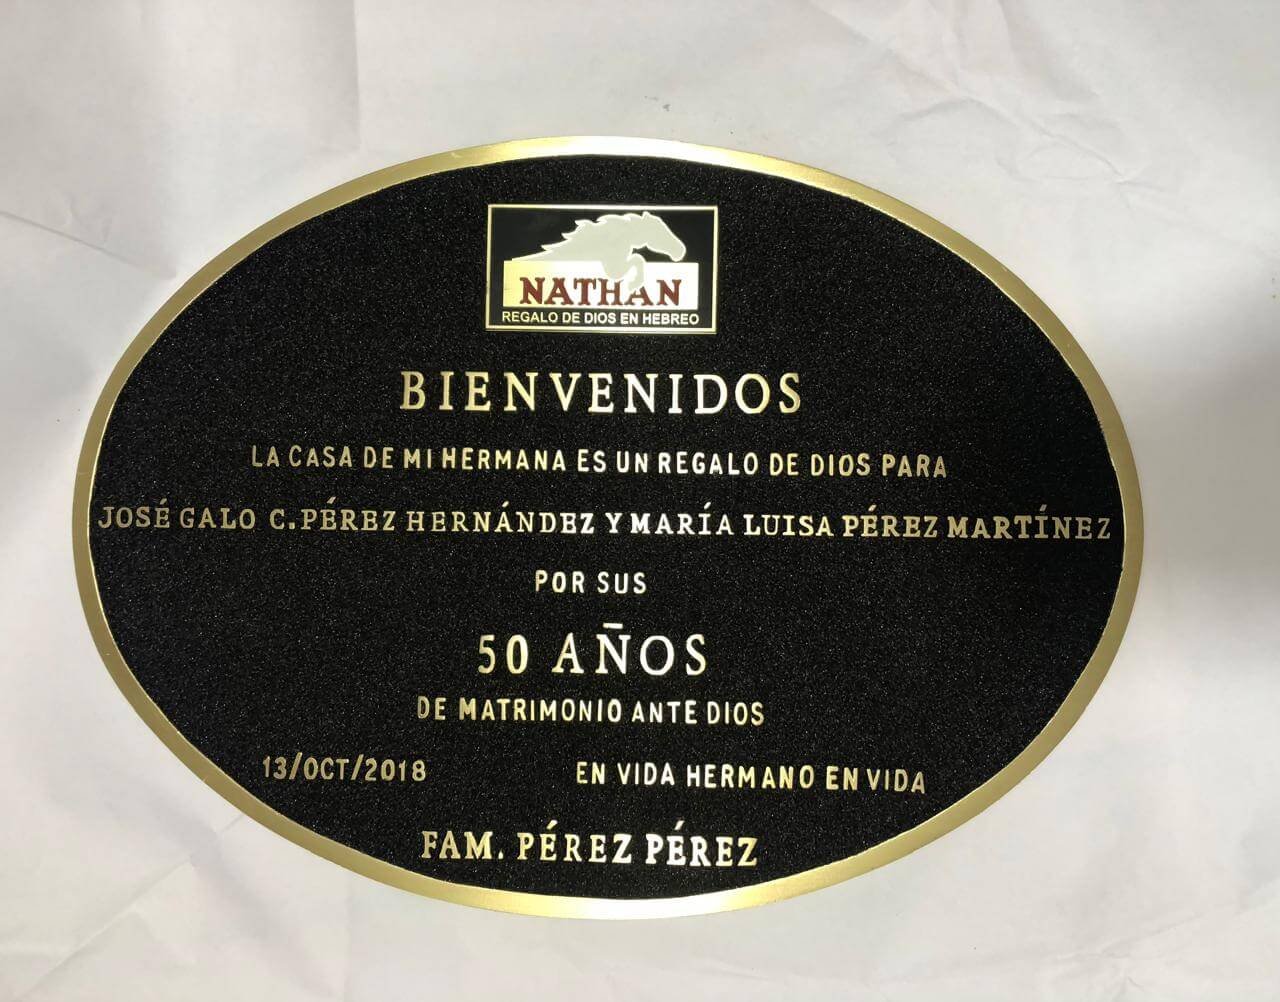 NATHAN
REGALO DE DIOS EN HEBREO
BIENVENIDOS
LA CASA DE MI HERMANA ES UN REGALO DE DIOS PARA
JOSÉ GALO C.PÉREZ HERNÁNDEZ Y MARÍA LUISA PÉREZ MARTÍNEZ
POR SUS
50 AÑOS
DE MATRIMONIO ANTE DIOS
13/OCT/2018 EN VIDA HERMANO EN VIDA
FAM. PÉREZ PÉREZ